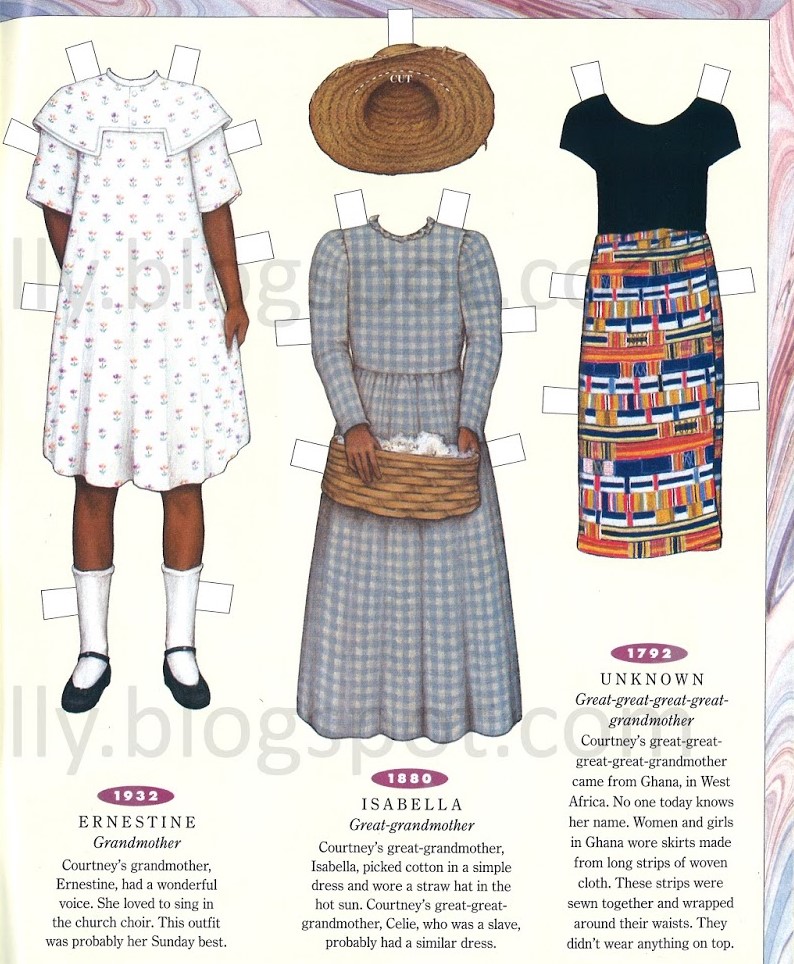 CUT
lly.blogspot.com
lly.blogspot.com
1932
ERNESTINE
Grandmother
Courtney's grandmother,
Ernestine, had a wonderful
voice. She loved to sing in
the church choir. This outfit
was probably her Sunday best.
1880
ISABELLA
Great-grandmother
Courtney's great-grandmother,
Isabella, picked cotton in a simple
dress and wore a straw hat in the
hot sun. Courtney's great-great-
grandmother, Celie, who was a slave,
probably had a similar dress.
1792
UNKNOWN
Great-great-great-great-
grandmother
Courtney's great-great-
great-great-grandmother
came from Ghana, in West
Africa. No one today knows
her name. Women and girls
in Ghana wore skirts made
from long strips of woven
cloth. These strips were
sewn together and wrapped
around their waists. They
didn't wear anything on top.